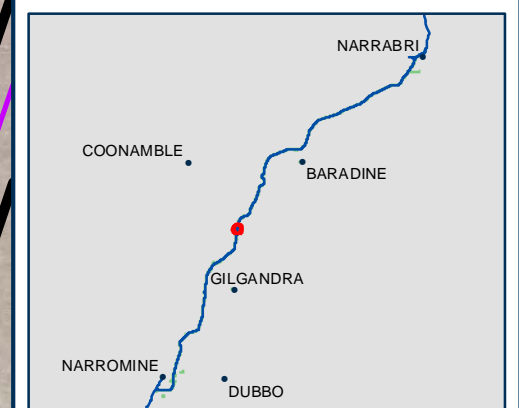 NARRABRI
COONAMBLE
BARADINE
GILGANDRA
NARROMINE
DUBBO